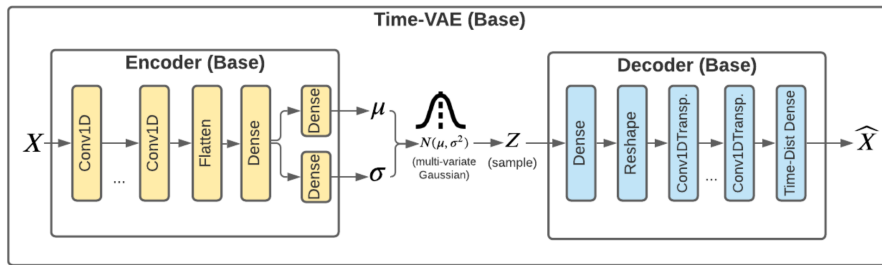 Time-VAE (Base)
Encoder (Base)
X
Conv1D
...
Conv1D
Flatten
Dense
Dense
Dense
μ
σ
N(μ, σ²)
(multi-variate
Gaussian)
Z
(sample)
Decoder (Base)
Dense
Reshape
Conv1DTransp.
...
Conv1DTransp.
Time-Dist Dense
X̂